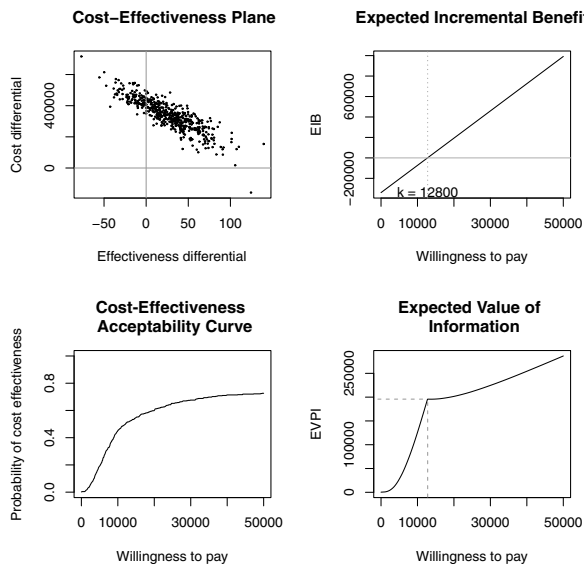 Cost−Effectiveness Plane
Cost differential
0 400000
−50 0 50 100
Effectiveness differential
Expected Incremental Benefit
EIB
−200000 600000
k = 12800
0 10000 30000 50000
Willingness to pay
Cost-Effectiveness
Acceptability Curve
Probability of cost effectiveness
0.0 0.4 0.8
0 10000 30000 50000
Willingness to pay
Expected Value of
Information
EVPI
0 100000 250000
0 10000 30000 50000
Willingness to pay